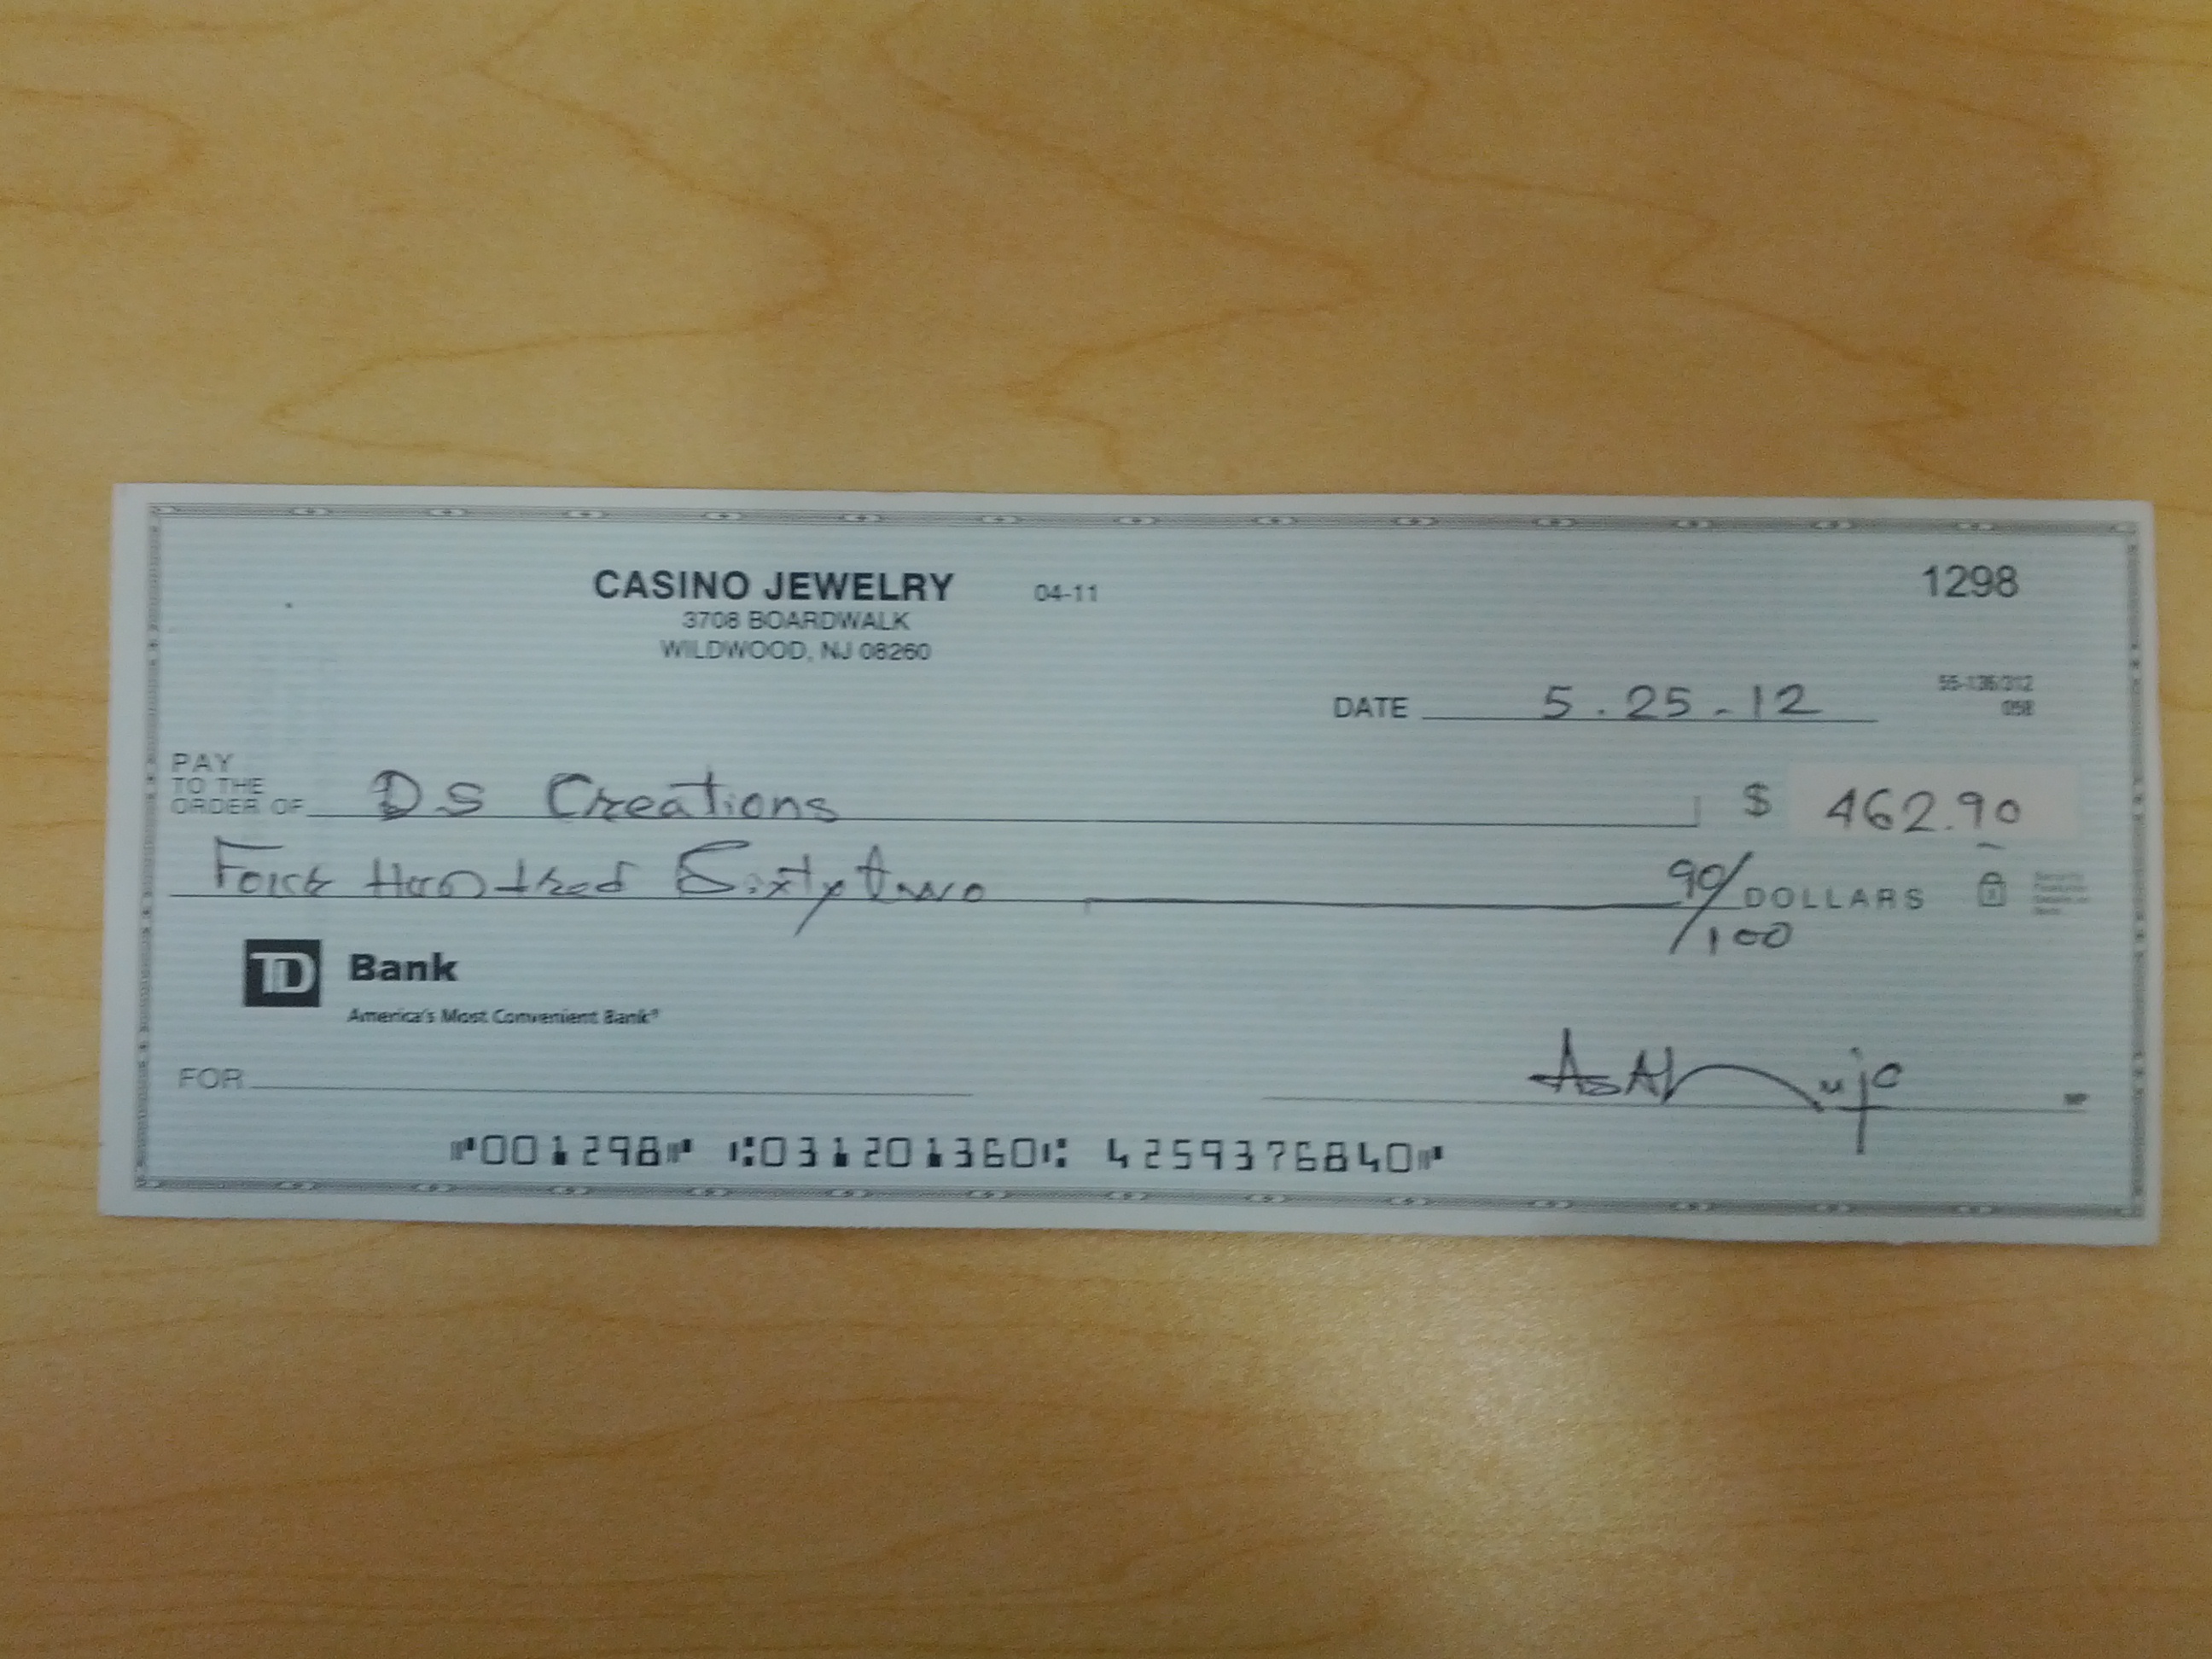 CASINO JEWELRY 04-11 1298
3708 BOARDWALK
WILDWOOD, NJ 08260
DATE 5.25.12 55-136/312
058
PAY
TO THE
ORDER OF DS Creations $ 462.90
Four Hundred Sixty two 90/100 DOLLARS
TD Bank
America's Most Convenient Bank®
FOR
MP
⑈001298⑈ ⑆031201360⑆ 4259376840⑈